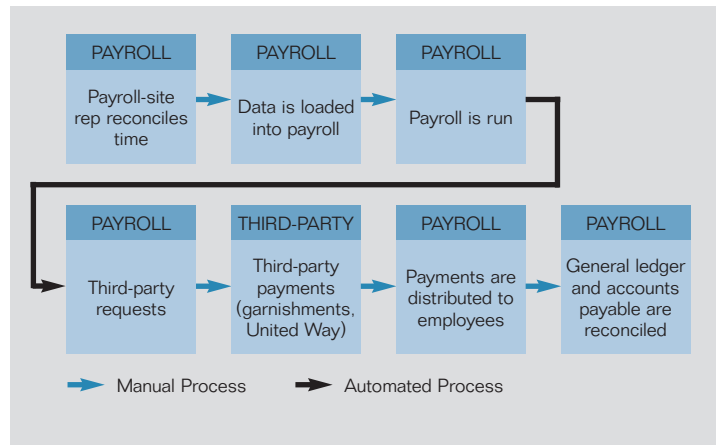 PAYROLL
Payroll-site
rep reconciles
time
PAYROLL
Data is loaded
into payroll
PAYROLL
Payroll is run
PAYROLL
Third-party
requests
THIRD-PARTY
Third-party
payments
(garnishments,
United Way)
PAYROLL
Payments are
distributed to
employees
PAYROLL
General ledger
and accounts
payable are
reconciled
Manual Process
Automated Process